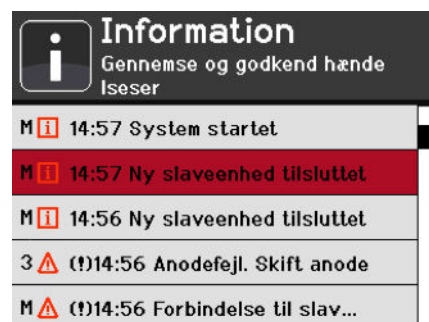 Information
Gennemse og godkend hænde
lseser
M 14:57 System startet
M 14:57 Ny slaveenhed tilsluttet
M 14:56 Ny slaveenhed tilsluttet
3 (!)14:56 Anodefejl. Skift anode
M (!)14:56 Forbindelse til slav...